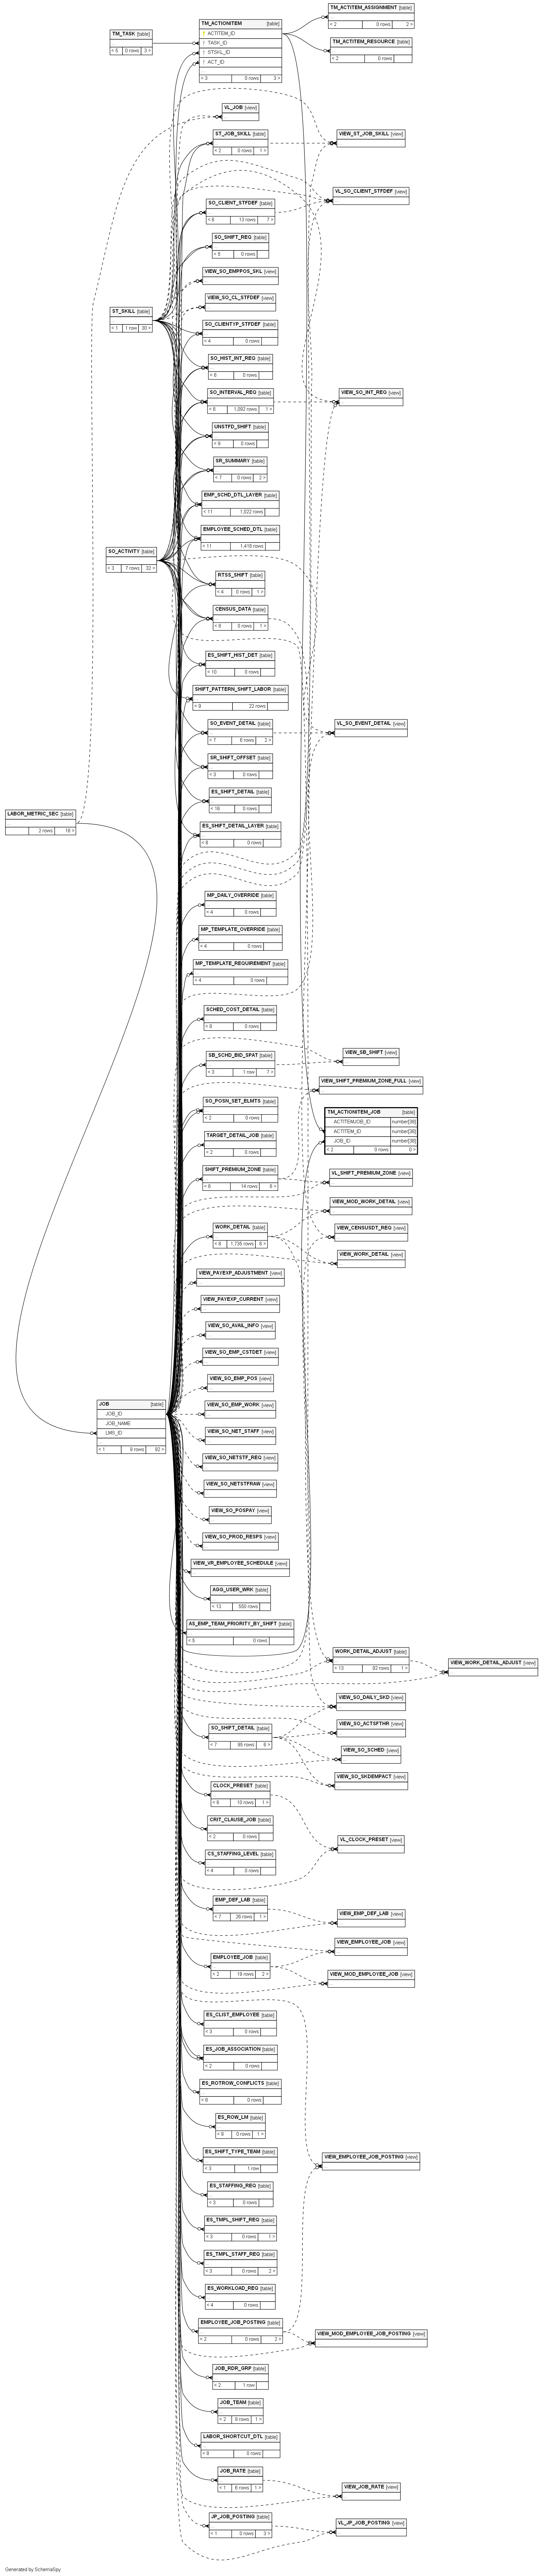 TM_ACTITEM_ASSIGNMENT [table]
< 2 0 rows 2 >
TM_TASK [table]
< 6 0 rows 3 >
TM_ACTIONITEM [table]
ACTITEM_ID
TASK_ID
STSKL_ID
ACT_ID
...
< 3 0 rows 3 >
TM_ACTITEM_RESOURCE [table]
< 2 0 rows
VL_JOB [view]
ST_JOB_SKILL [table]
< 2 0 rows 1 >
VIEW_ST_JOB_SKILL [view]
VL_SO_CLIENT_STFDEF [view]
SO_CLIENT_STFDEF [table]
< 8 13 rows 7 >
SO_SHIFT_REQ [table]
< 5 0 rows
VIEW_SO_EMPPOS_SKL [view]
VIEW_SO_CL_STFDEF [view]
ST_SKILL [table]
< 1 1 row 30 >
SO_CLIENTYP_STFDEF [table]
< 4 0 rows
SO_HIST_INT_REQ [table]
< 6 0 rows
SO_INTERVAL_REQ [table]
< 6 1,092 rows 1 >
VIEW_SO_INT_REQ [view]
UNSTFD_SHIFT [table]
< 8 0 rows
SR_SUMMARY [table]
< 7 0 rows 2 >
EMP_SCHD_DTL_LAYER [table]
< 11 1,022 rows
EMPLOYEE_SCHED_DTL [table]
< 11 1,418 rows
SO_ACTIVITY [table]
< 3 7 rows 32 >
RTSS_SHIFT [table]
< 4 0 rows 1 >
CENSUS_DATA [table]
< 8 0 rows 1 >
ES_SHIFT_HIST_DET [table]
< 10 0 rows
SHIFT_PATTERN_SHIFT_LABOR [table]
< 9 22 rows
SO_EVENT_DETAIL [table]
< 7 6 rows 2 >
VL_SO_EVENT_DETAIL [view]
SR_SHIFT_OFFSET [table]
< 3 0 rows
ES_SHIFT_DETAIL [table]
< 16 0 rows
LABOR_METRIC_SEC [table]
2 rows 16 >
ES_SHIFT_DETAIL_LAYER [table]
< 8 0 rows
MP_DAILY_OVERRIDE [table]
< 4 0 rows
MP_TEMPLATE_OVERRIDE [table]
< 4 0 rows
MP_TEMPLATE_REQUIREMENT [table]
< 4 0 rows
SCHED_COST_DETAIL [table]
< 8 0 rows
SB_SCHD_BID_SPAT [table]
< 3 1 row 7 >
VIEW_SB_SHIFT [view]
VIEW_SHIFT_PREMIUM_ZONE_FULL [view]
SO_POSN_SET_ELMTS [table]
< 2 0 rows
TM_ACTIONITEM_JOB [table]
ACTITEMJOB_ID number[38]
ACTITEM_ID number[38]
JOB_ID number[38]
< 2 0 rows 0 >
TARGET_DETAIL_JOB [table]
< 2 0 rows
SHIFT_PREMIUM_ZONE [table]
< 6 14 rows 6 >
VL_SHIFT_PREMIUM_ZONE [view]
VIEW_MOD_WORK_DETAIL [view]
WORK_DETAIL [table]
< 8 1,735 rows 6 >
VIEW_CENSUSDT_REQ [view]
VIEW_WORK_DETAIL [view]
VIEW_PAYEXP_ADJUSTMENT [view]
VIEW_PAYEXP_CURRENT [view]
VIEW_SO_AVAIL_INFO [view]
VIEW_SO_EMP_CSTDET [view]
VIEW_SO_EMP_POS [view]
JOB [table]
JOB_ID
JOB_NAME
LMS_ID
...
< 1 9 rows 92 >
VIEW_SO_EMP_WORK [view]
VIEW_SO_NET_STAFF [view]
VIEW_SO_NETSTF_REQ [view]
VIEW_SO_NETSTFRAW [view]
VIEW_SO_POSPAY [view]
VIEW_SO_PROD_RESPS [view]
VIEW_VR_EMPLOYEE_SCHEDULE [view]
AGG_USER_WRK [table]
< 13 550 rows
AS_EMP_TEAM_PRIORITY_BY_SHIFT [table]
< 5 0 rows
WORK_DETAIL_ADJUST [table]
< 13 82 rows 1 >
VIEW_WORK_DETAIL_ADJUST [view]
VIEW_SO_DAILY_SKD [view]
SO_SHIFT_DETAIL [table]
< 7 95 rows 6 >
VIEW_SO_ACTSFTHR [view]
VIEW_SO_SCHED [view]
VIEW_SO_SKDEMPACT [view]
CLOCK_PRESET [table]
< 6 10 rows 1 >
CRIT_CLAUSE_JOB [table]
< 2 0 rows
VL_CLOCK_PRESET [view]
CS_STAFFING_LEVEL [table]
< 4 0 rows
EMP_DEF_LAB [table]
< 7 26 rows 1 >
VIEW_EMP_DEF_LAB [view]
VIEW_EMPLOYEE_JOB [view]
EMPLOYEE_JOB [table]
< 2 19 rows 2 >
VIEW_MOD_EMPLOYEE_JOB [view]
ES_CLIST_EMPLOYEE [table]
< 3 0 rows
ES_JOB_ASSOCIATION [table]
< 2 0 rows
ES_ROTROW_CONFLICTS [table]
< 6 0 rows
ES_ROW_LM [table]
< 9 0 rows 1 >
ES_SHIFT_TYPE_TEAM [table]
< 3 1 row
VIEW_EMPLOYEE_JOB_POSTING [view]
ES_STAFFING_REQ [table]
< 3 0 rows
ES_TMPL_SHIFT_REQ [table]
< 3 0 rows 1 >
ES_TMPL_STAFF_REQ [table]
< 3 0 rows 2 >
ES_WORKLOAD_REQ [table]
< 4 0 rows
EMPLOYEE_JOB_POSTING [table]
< 2 0 rows 2 >
VIEW_MOD_EMPLOYEE_JOB_POSTING [view]
JOB_RDR_GRP [table]
< 2 1 row
JOB_TEAM [table]
< 2 8 rows 1 >
LABOR_SHORTCUT_DTL [table]
< 9 0 rows
JOB_RATE [table]
< 1 6 rows 1 >
VIEW_JOB_RATE [view]
JP_JOB_POSTING [table]
< 1 0 rows 3 >
VL_JP_JOB_POSTING [view]
Generated by SchemaSpy